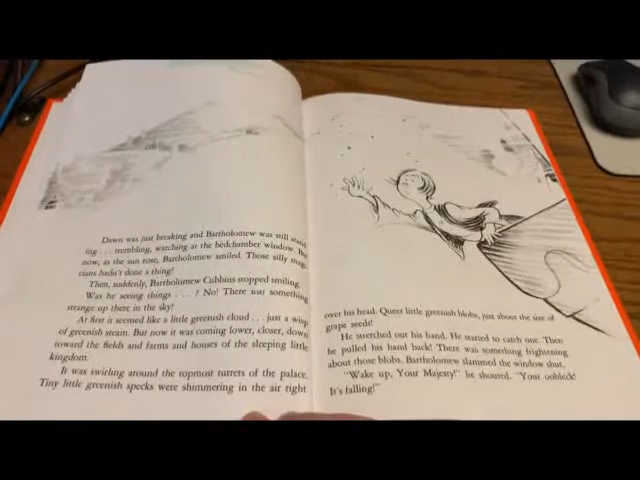 Dawn was just breaking and Bartholomew was still stand-
ing . . . trembling, watching at the bedchamber window. But
now, as the sun rose, Bartholomew smiled. Those silly magi-
cians hadn't done a thing!
Then, suddenly, Bartholomew Cubbins stopped smiling.
Was he seeing things . . . . ? No! There was something
strange up there in the sky!
At first it seemed like a little greenish cloud . . . just a wisp
of greenish steam. But now it was coming lower, closer, down
toward the fields and farms and houses of the sleeping little
kingdom.
It was swirling around the topmost turrets of the palace.
Tiny little greenish specks were shimmering in the air right
over his head. Queer little greenish blobs, just about the size of
grape seeds!
He stretched out his hand. He started to catch one. Then
he pulled his hand back! There was something frightening
about those blobs. Bartholomew slammed the window shut.
"Wake up, Your Majesty!" he shouted. "Your oobleck!
It's falling!"